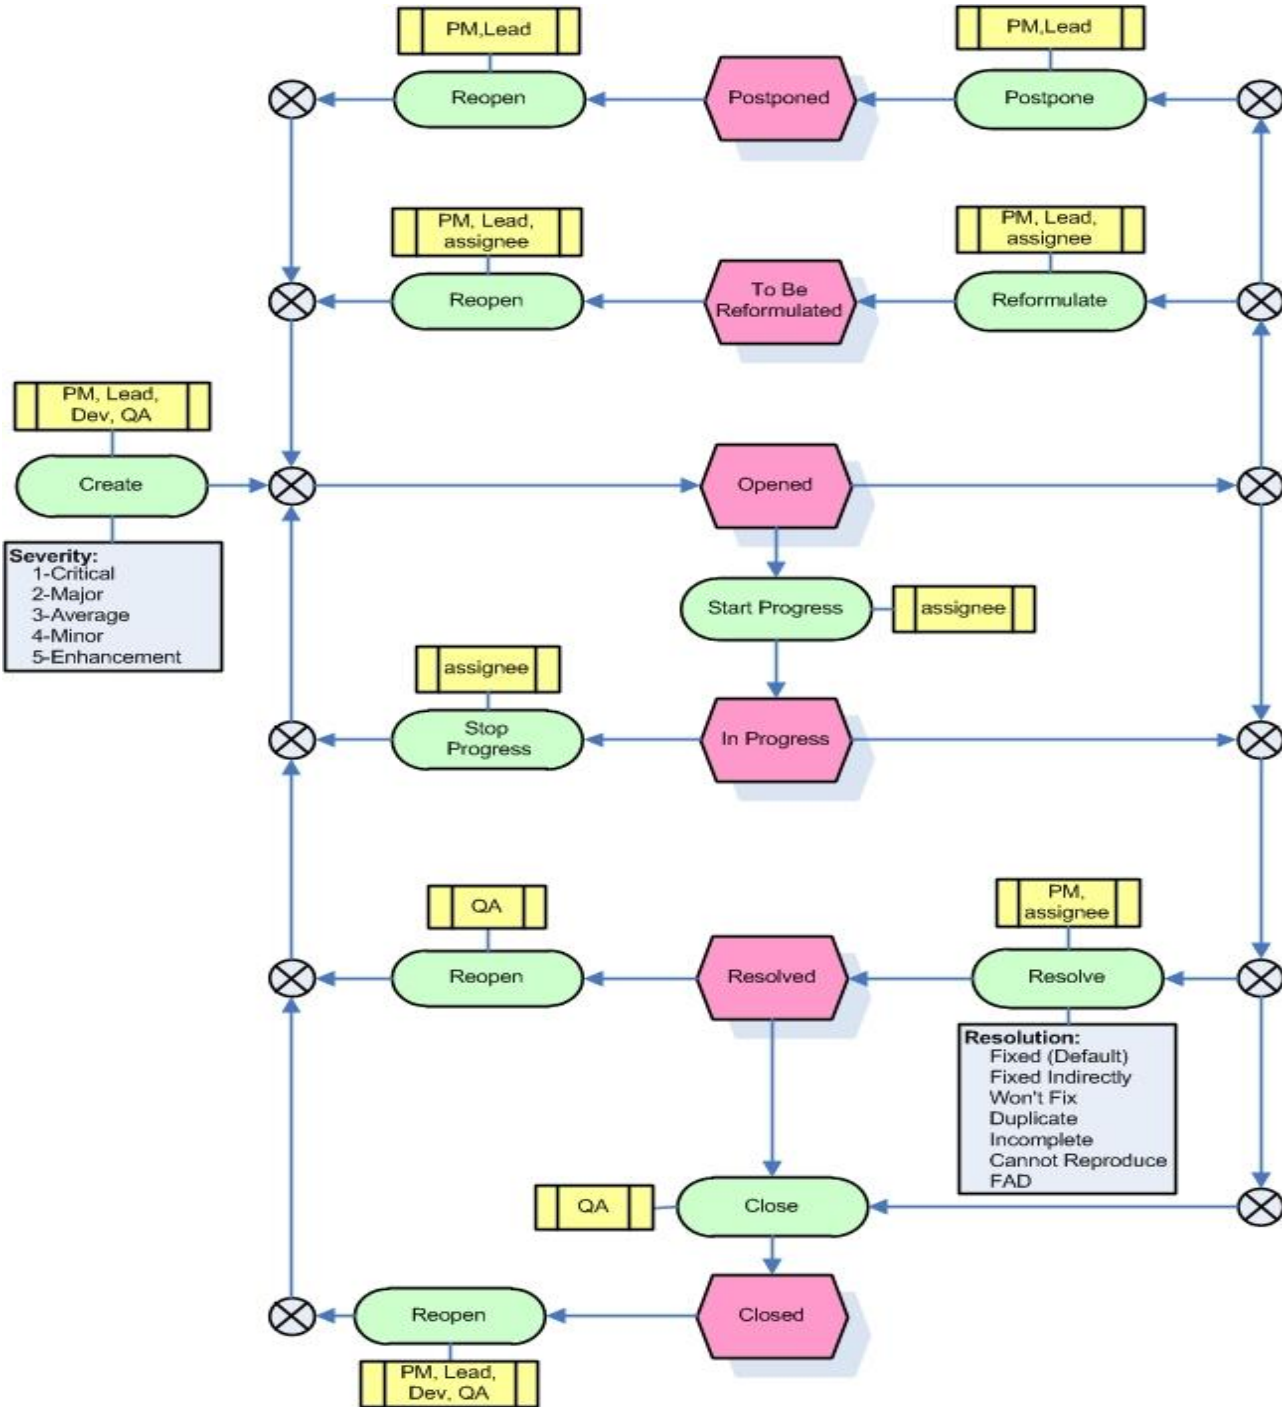 PM,Lead
PM,Lead
Reopen
Postponed
Postpone
PM, Lead,
assignee
PM, Lead,
assignee
Reopen
To Be
Reformulated
Reformulate
PM, Lead,
Dev, QA
Create
Opened
Severity:
1-Critical
2-Major
3-Average
4-Minor
5-Enhancement
Start Progress
assignee
assignee
Stop
Progress
In Progress
QA
PM,
assignee
Reopen
Resolved
Resolve
Resolution:
Fixed (Default)
Fixed Indirectly
Won't Fix
Duplicate
Incomplete
Cannot Reproduce
FAD
QA
Close
Reopen
Closed
PM, Lead,
Dev, QA